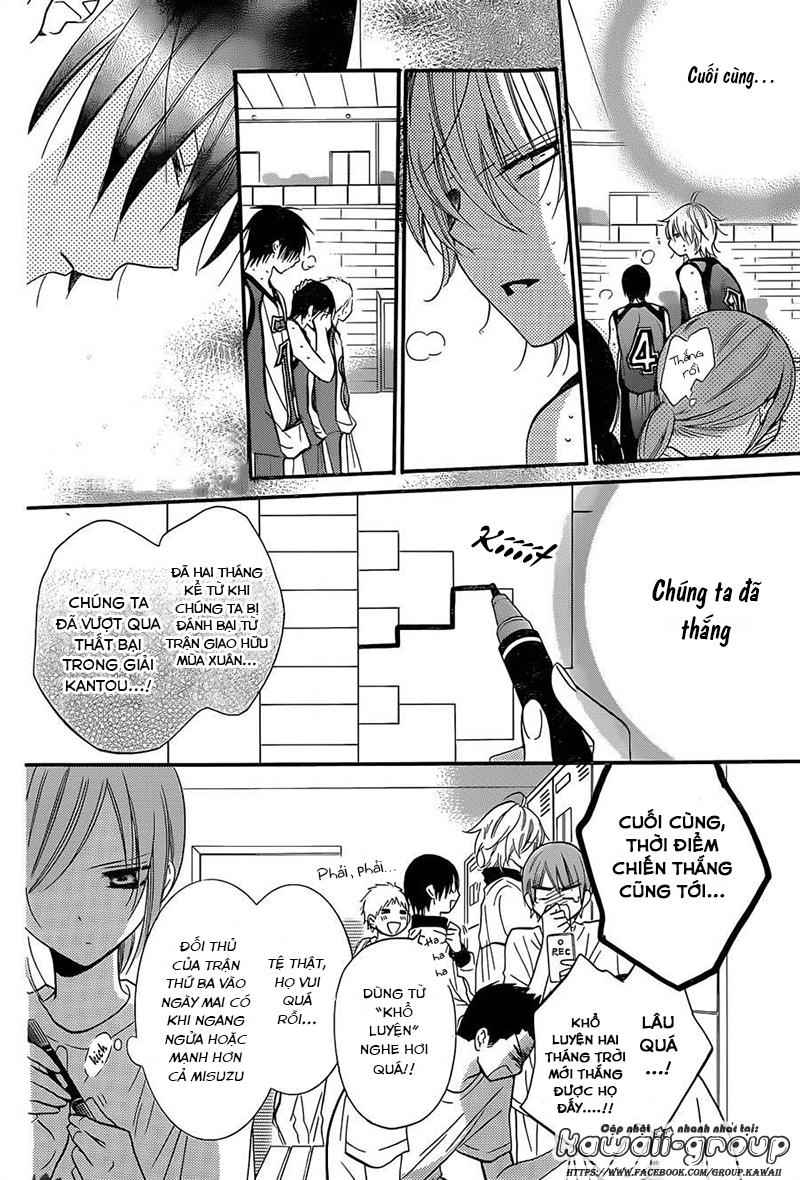 Cuối cùng...
4
Thắng
rồi
Chúng ta đã
thắng
Kííííít
ĐÃ HAI THÁNG
KỂ TỪ KHI
CHÚNG TA BỊ
ĐÁNH BẠI TỪ
TRẬN GIAO HỮU
MÙA XUÂN...
CHÚNG TA
ĐÃ VƯỢT QUA
THẤT BẠI
TRONG GIẢI
KANTOU...!
CUỐI CÙNG,
THỜI ĐIỂM
CHIẾN THẮNG
CŨNG TỚI...
REC
LÂU
QUÁ
...!
KHỔ
LUYỆN HAI
THÁNG TRỜI
MỚI THẮNG
ĐƯỢC HỌ
ĐẤY....!!
Phải, phải...
Ha
ha
ha
DÙNG TỪ
“KHỔ
LUYỆN”
NGHE HƠI
QUÁ!!
TỆ THẬT,
HỌ VUI
QUÁ
RỒI...
ĐỐI THỦ
CỦA TRẬN
THỨ BA VÀO
NGÀY MAI CÓ
KHI NGANG
NGỬA HOẶC
MẠNH HƠN
CẢ MISUZU
kịch
Cập nhật nhanh nhất tại:
kawaii-group
HTTPS://WWW.FACEBOOK.COM/GROUP.KAWAII